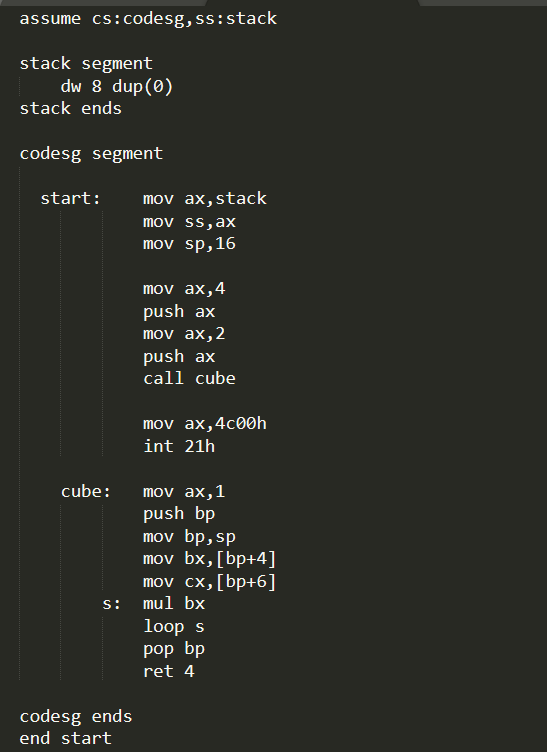 assume cs:codesg,ss:stack
stack segment
dw 8 dup(0)
stack ends
codesg segment
start: mov ax,stack
mov ss,ax
mov sp,16
mov ax,4
push ax
mov ax,2
push ax
call cube
mov ax,4c00h
int 21h
cube: mov ax,1
push bp
mov bp,sp
mov bx,[bp+4]
mov cx,[bp+6]
s: mul bx
loop s
pop bp
ret 4
codesg ends
end start